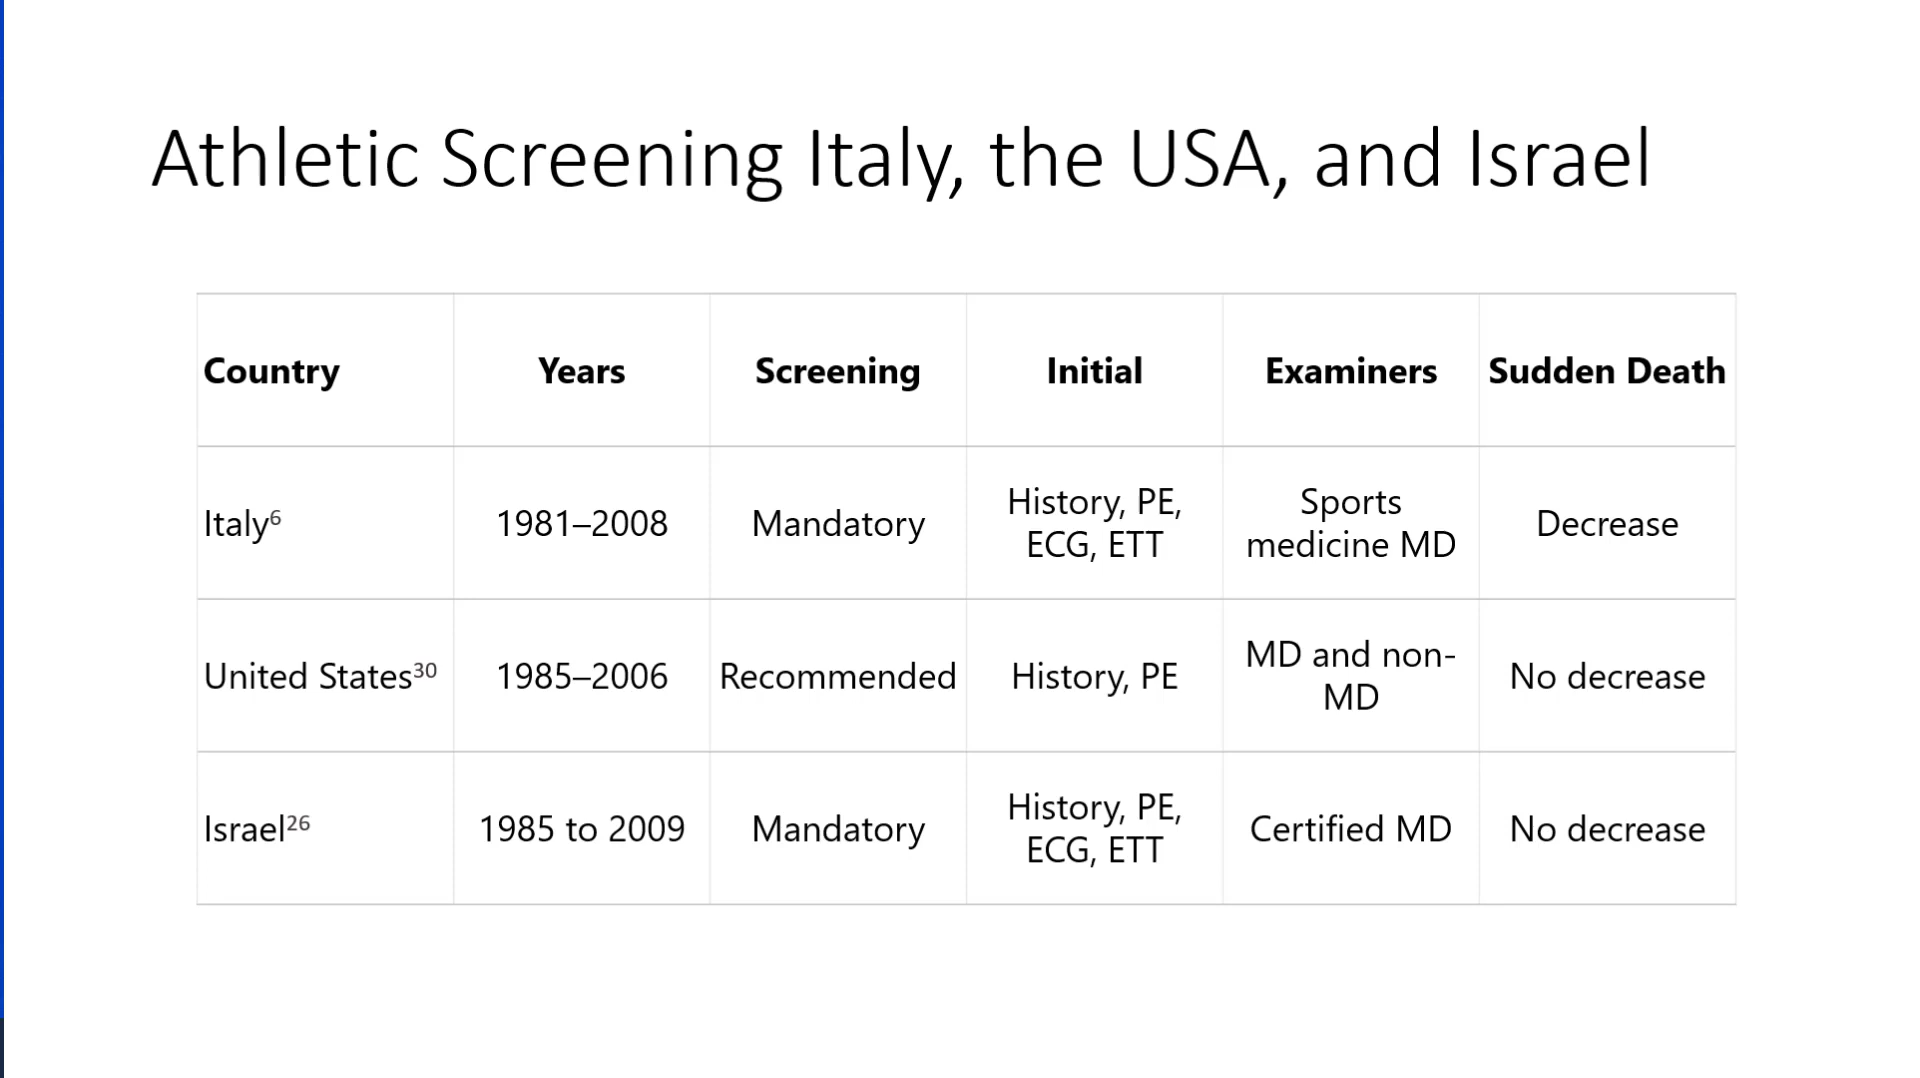 Athletic Screening Italy, the USA, and Israel
Country Years Screening Initial Examiners Sudden Death
Italy⁶ 1981–2008 Mandatory History, PE, ECG, ETT Sports medicine MD Decrease
United States³⁰ 1985–2006 Recommended History, PE MD and non-MD No decrease
Israel²⁶ 1985 to 2009 Mandatory History, PE, ECG, ETT Certified MD No decrease